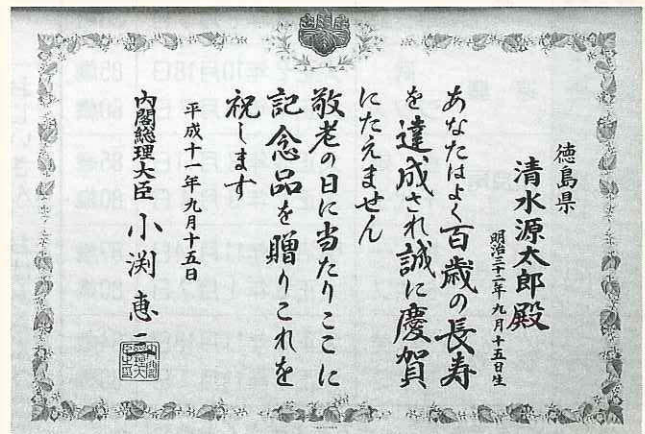 徳島県
清水源太郎殿
明治三十二年九月十五日生
あなたはよく百歳の長寿
を達成され誠に慶賀
にたえません
敬老の日に当たりここに
記念品を贈りこれを
祝します
平成十一年九月十五日
内閣総理大臣 小渕恵三